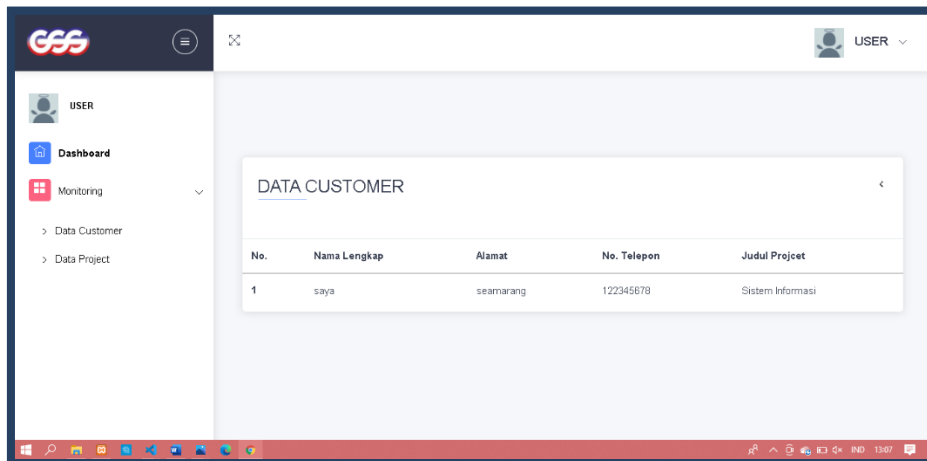 GSS
USER
USER
Dashboard
Monitoring
Data Customer
Data Project
DATA CUSTOMER
No. Nama Lengkap Alamat No. Telepon Judul Projcet
1 saya seamarang 122345678 Sistem Informasi
IND 13:07